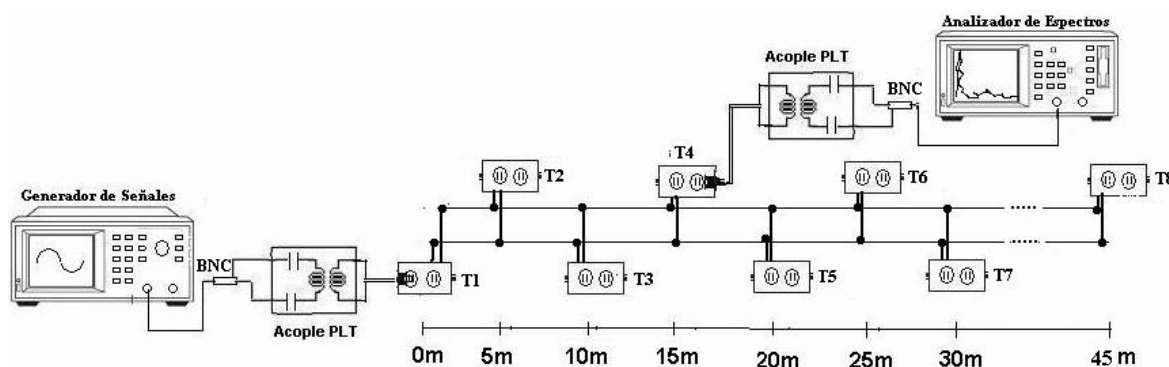 Analizador de Espectros
Acople PLT
BNC
T4
T2
T6
T8
Generador de Señales
BNC
T1
T3
T5
T7
Acople PLT
0m
5m
10m
15m
20m
25m
30m
45 m